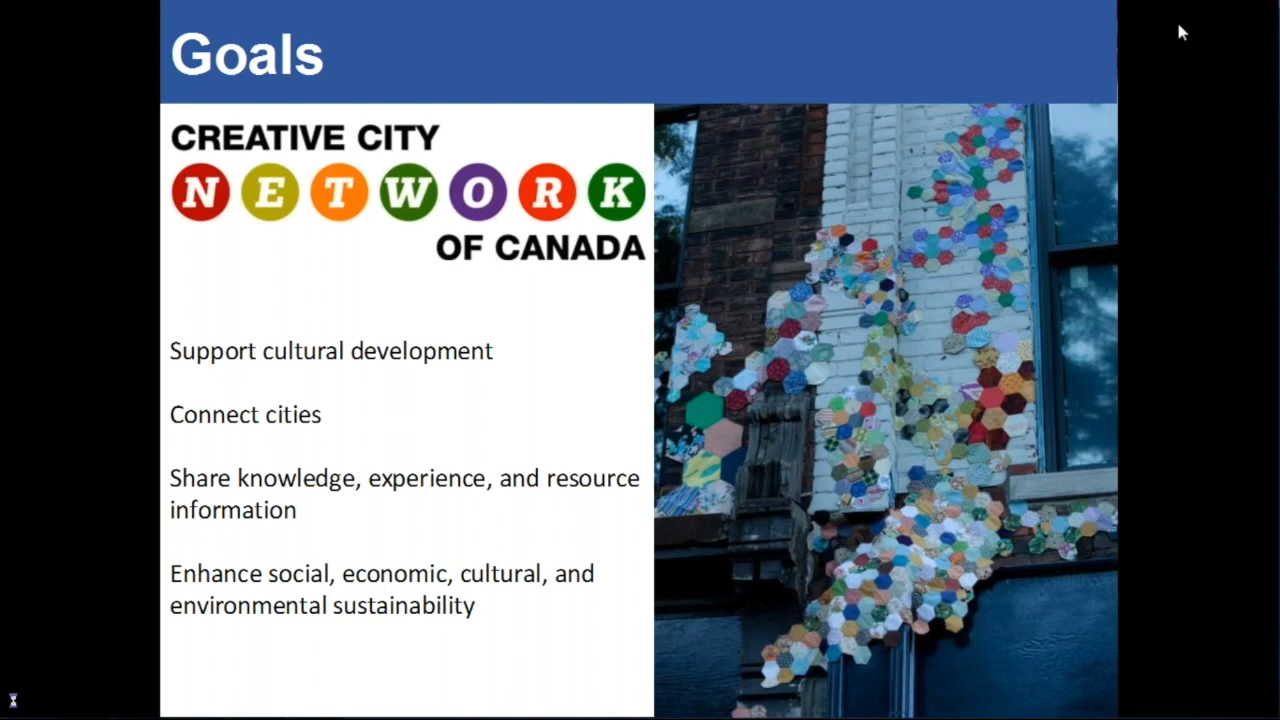 Goals
CREATIVE CITY
NETWORK
OF CANADA
Support cultural development
Connect cities
Share knowledge, experience, and resource
information
Enhance social, economic, cultural, and
environmental sustainability